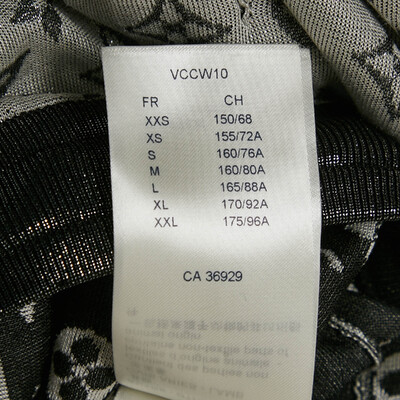 VCCW10
FR CH
XXS 150/68
XS 155/72A
S 160/76A
M 160/80A
L 165/88A
XL 170/92A
XXL 175/96A
CA 36929